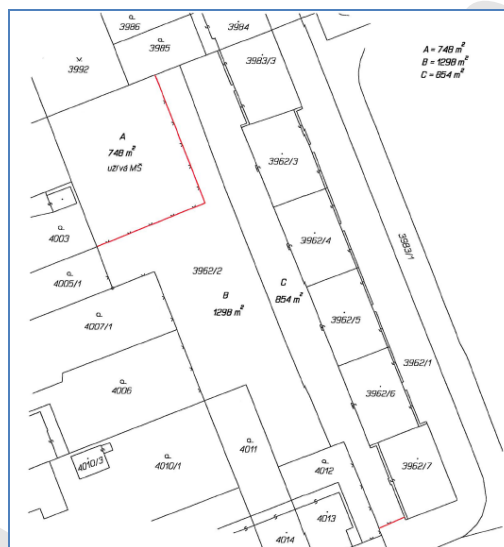 3986
3985
3984
3992
3983/3
A = 748 m²
B = 1298 m²
C = 854 m²
A
748 m²
užívá MŠ
3962/3
4003
3962/4
3983/1
4005/1
3962/2
C
854 m²
B
1298 m²
4007/1
3962/5
3962/1
4006
3962/6
4011
4010/3
4010/1
4012
3962/7
4013
4014